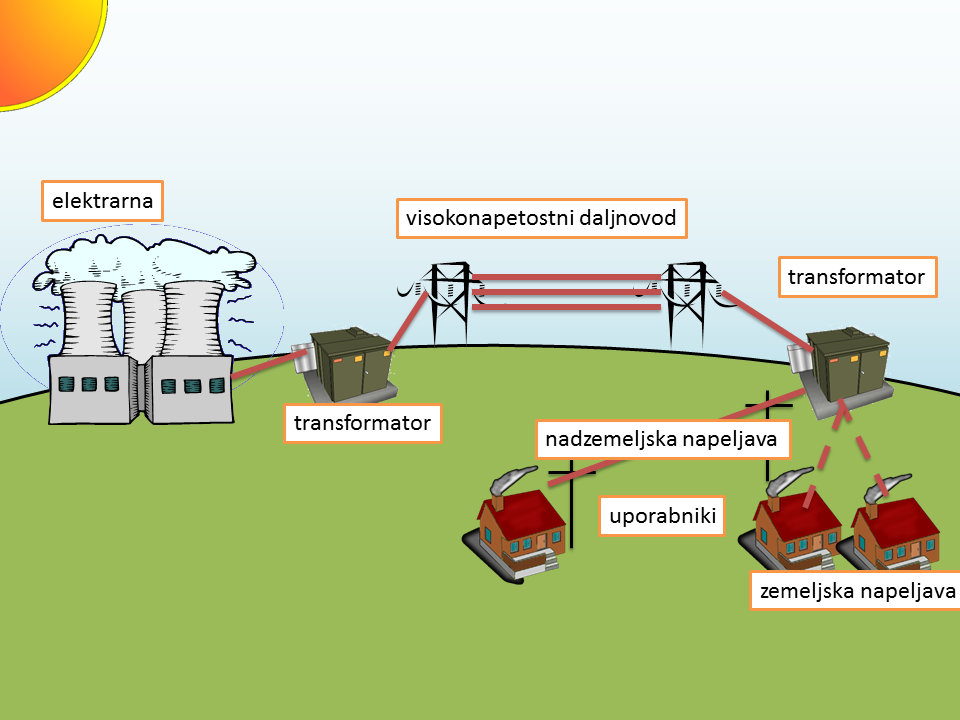 elektrarna
visokonapetostni daljnovod
transformator
transformator
nadzemeljska napeljava
uporabniki
zemeljska napeljava